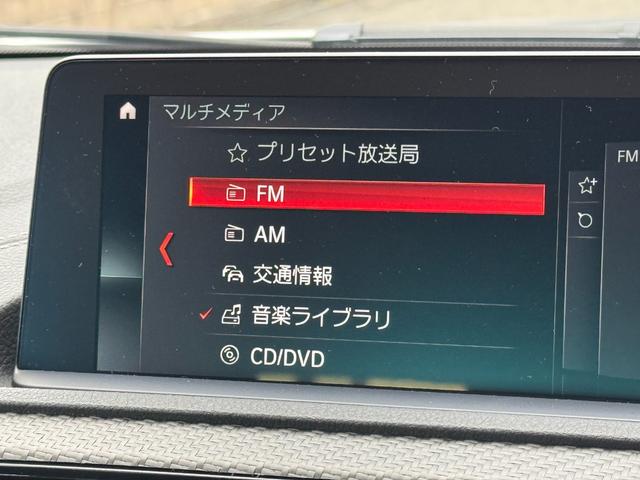 マルチメディア
プリセット放送局
FM
AM
交通情報
音楽ライブラリ
CD/DVD
FM